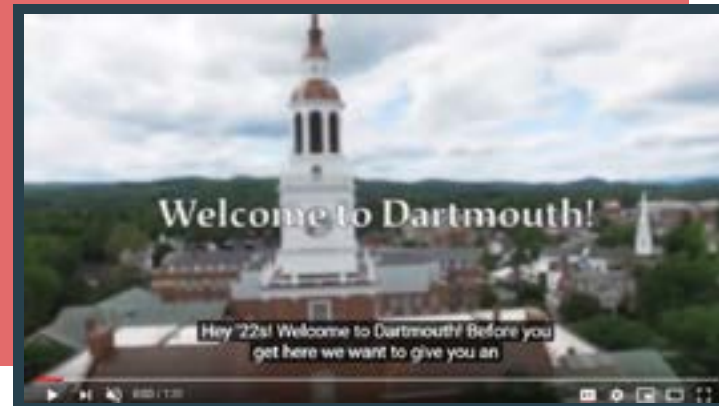 Welcome to Dartmouth!
Hey '22s! Welcome to Dartmouth! Before you
get here we want to give you an